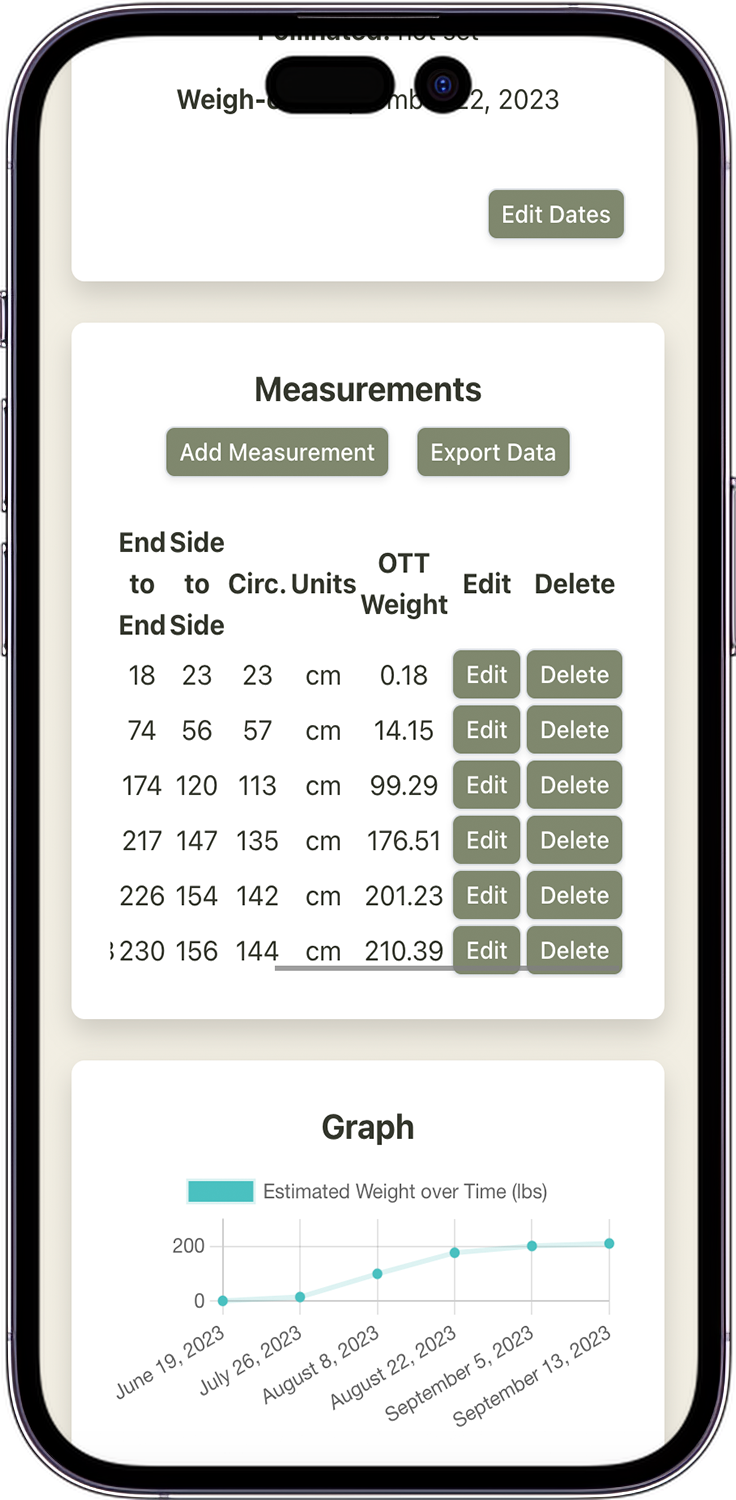 Pollinated: not set
Weigh- 22, 2023
Edit Dates
Measurements
Add Measurement Export Data
End to End Side to Side Circ. Units OTT Weight Edit Delete
18 23 23 cm 0.18 Edit Delete
74 56 57 cm 14.15 Edit Delete
174 120 113 cm 99.29 Edit Delete
217 147 135 cm 176.51 Edit Delete
226 154 142 cm 201.23 Edit Delete
230 156 144 cm 210.39 Edit Delete
Graph
Estimated Weight over Time (lbs)
200
0
June 19, 2023
July 26, 2023
August 8, 2023
August 22, 2023
September 5, 2023
September 13, 2023